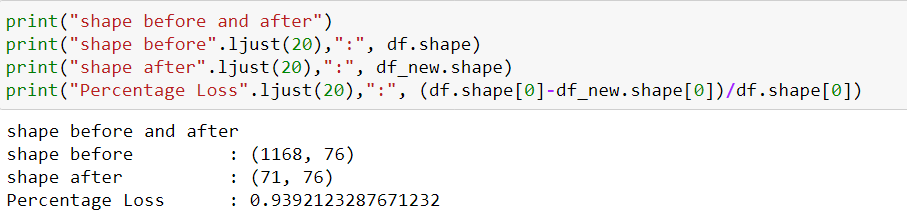 print("shape before and after")
print("shape before".ljust(20),":", df.shape)
print("shape after".ljust(20),":", df_new.shape)
print("Percentage Loss".ljust(20),":", (df.shape[0]-df_new.shape[0])/df.shape[0])
shape before and after
shape before         : (1168, 76)
shape after          : (71, 76)
Percentage Loss      : 0.9392123287671232